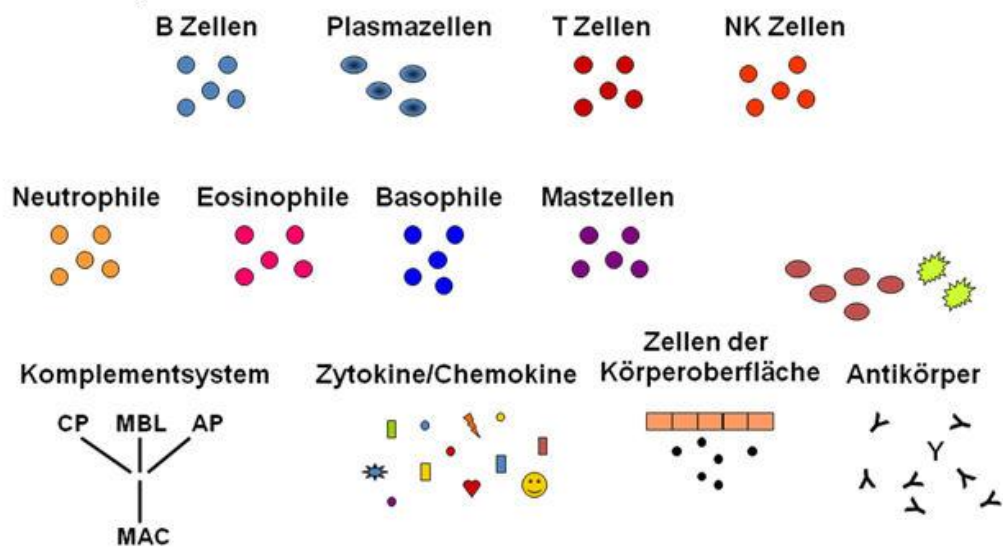 B Zellen Plasmazellen T Zellen NK Zellen
Neutrophile Eosinophile Basophile Mastzellen
Komplementsystem Zytokine/Chemokine Zellen der Körperoberfläche Antikörper
CP MBL AP
MAC